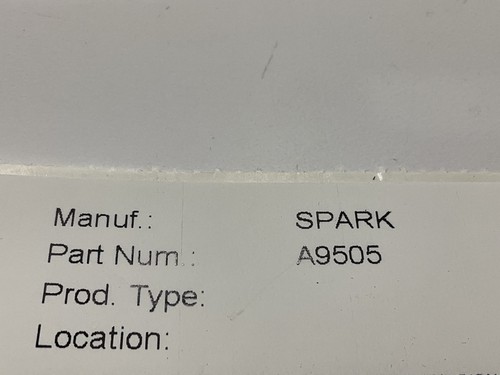 Manuf.: SPARK
Part Num.: A9505
Prod. Type:
Location: